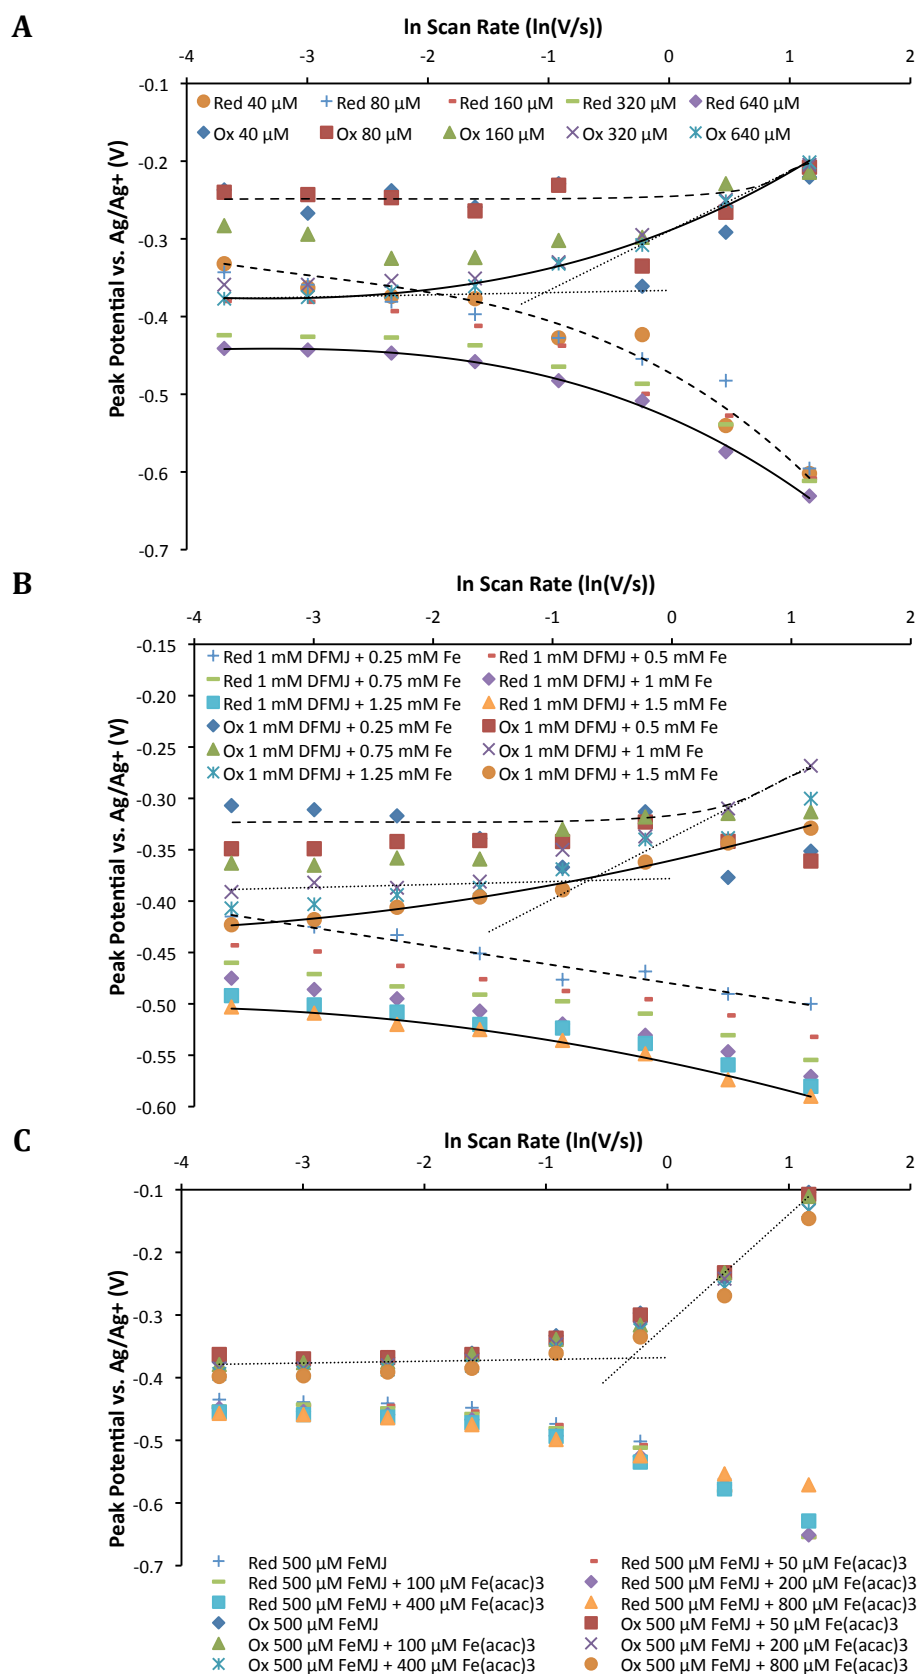 A
ln Scan Rate (ln(V/s))
-4 -3 -2 -1 0 1 2
-0.1
Red 40 µM Red 80 µM Red 160 µM Red 320 µM Red 640 µM
Ox 40 µM Ox 80 µM Ox 160 µM Ox 320 µM Ox 640 µM
-0.2
-0.3
-0.4
-0.5
-0.6
-0.7
Peak Potential vs. Ag/Ag+ (V)
B
ln Scan Rate (ln(V/s))
-4 -3 -2 -1 0 1 2
-0.15
Red 1 mM DFMJ + 0.25 mM Fe Red 1 mM DFMJ + 0.5 mM Fe
Red 1 mM DFMJ + 0.75 mM Fe Red 1 mM DFMJ + 1 mM Fe
-0.20
Red 1 mM DFMJ + 1.25 mM Fe Red 1 mM DFMJ + 1.5 mM Fe
Ox 1 mM DFMJ + 0.25 mM Fe Ox 1 mM DFMJ + 0.5 mM Fe
-0.25
Ox 1 mM DFMJ + 0.75 mM Fe Ox 1 mM DFMJ + 1 mM Fe
Ox 1 mM DFMJ + 1.25 mM Fe Ox 1 mM DFMJ + 1.5 mM Fe
-0.30
-0.35
-0.40
-0.45
-0.50
-0.55
-0.60
Peak Potential vs. Ag/Ag+ (V)
C
ln Scan Rate (ln(V/s))
-4 -3 -2 -1 0 1 2
-0.1
-0.2
-0.3
-0.4
-0.5
-0.6
-0.7
Peak Potential vs. Ag/Ag+ (V)
Red 500 µM FeMJ Red 500 µM FeMJ + 50 µM Fe(acac)3
Red 500 µM FeMJ + 100 µM Fe(acac)3 Red 500 µM FeMJ + 200 µM Fe(acac)3
Red 500 µM FeMJ + 400 µM Fe(acac)3 Red 500 µM FeMJ + 800 µM Fe(acac)3
Ox 500 µM FeMJ Ox 500 µM FeMJ + 50 µM Fe(acac)3
Ox 500 µM FeMJ + 100 µM Fe(acac)3 Ox 500 µM FeMJ + 200 µM Fe(acac)3
Ox 500 µM FeMJ + 400 µM Fe(acac)3 Ox 500 µM FeMJ + 800 µM Fe(acac)3